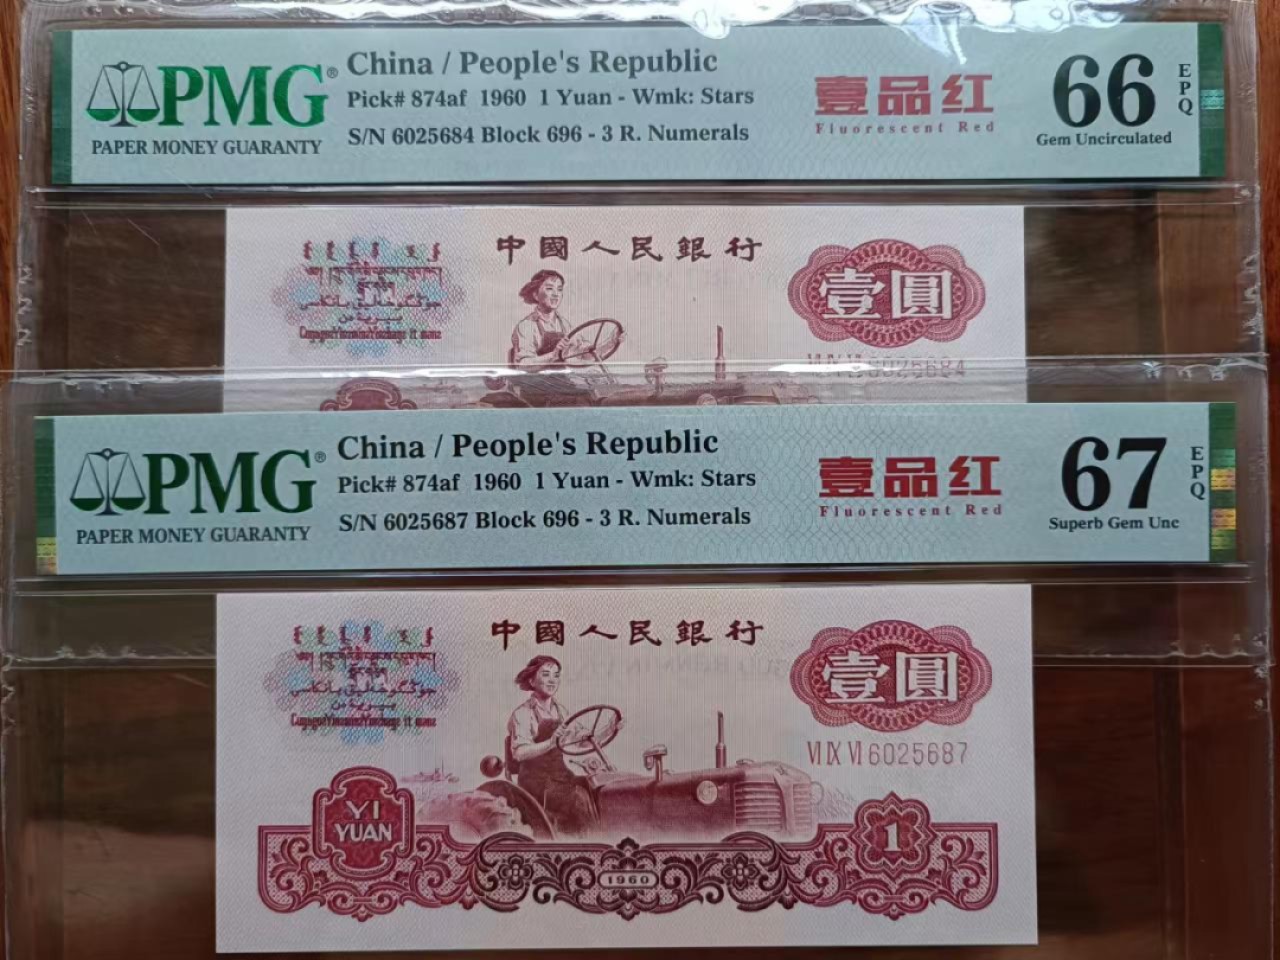 PMG®
PAPER MONEY GUARANTY
China / People's Republic
Pick# 874af 1960 1 Yuan - Wmk: Stars
S/N 6025684 Block 696 - 3 R. Numerals
壹品红
Fluorescent Red
66
EPQ
Gem Uncirculated
中國人民銀行
壹圓
VI IX VI 6025684
PMG®
PAPER MONEY GUARANTY
China / People's Republic
Pick# 874af 1960 1 Yuan - Wmk: Stars
S/N 6025687 Block 696 - 3 R. Numerals
壹品红
Fluorescent Red
67
EPQ
Superb Gem Unc
中國人民銀行
壹圓
VI IX VI 6025687
YI
YUAN
1
1960